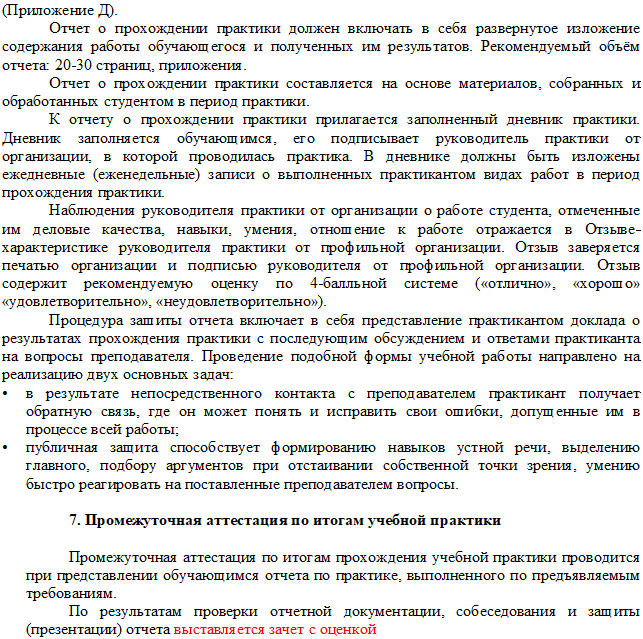 (Приложение Д).
Отчет о прохождении практики должен включать в себя развернутое изложение
содержания работы обучающегося и полученных им результатов. Рекомендуемый объём
отчета: 20-30 страниц, приложения.
Отчет о прохождении практики составляется на основе материалов, собранных и
обработанных студентом в период практики.
К отчету о прохождении практики прилагается заполненный дневник практики.
Дневник заполняется обучающимся, его подписывает руководитель практики от
организации, в которой проводилась практика. В дневнике должны быть изложены
ежедневные (еженедельные) записи о выполненных практикантом видах работ в период
прохождения практики.
Наблюдения руководителя практики от организации о работе студента, отмеченные
им деловые качества, навыки, умения, отношение к работе отражается в Отзыве-
характеристике руководителя практики от профильной организации. Отзыв заверяется
печатью организации и подписью руководителя от профильной организации. Отзыв
содержит рекомендуемую оценку по 4-балльной системе («отлично», «хорошо»
«удовлетворительно», «неудовлетворительно»).
Процедура защиты отчета включает в себя представление практикантом доклада о
результатах прохождения практики с последующим обсуждением и ответами практиканта
на вопросы преподавателя. Проведение подобной формы учебной работы направлено на
реализацию двух основных задач:
• в результате непосредственного контакта с преподавателем практикант получает
обратную связь, где он может понять и исправить свои ошибки, допущенные им в
процессе всей работы;
• публичная защита способствует формированию навыков устной речи, выделению
главного, подбору аргументов при отстаивании собственной точки зрения, умению
быстро реагировать на поставленные преподавателем вопросы.
7. Промежуточная аттестация по итогам учебной практики
Промежуточная аттестация по итогам прохождения учебной практики проводится
при представлении обучающимся отчета по практике, выполненного по предъявляемым
требованиям.
По результатам проверки отчетной документации, собеседования и защиты
(презентации) отчета выставляется зачет с оценкой